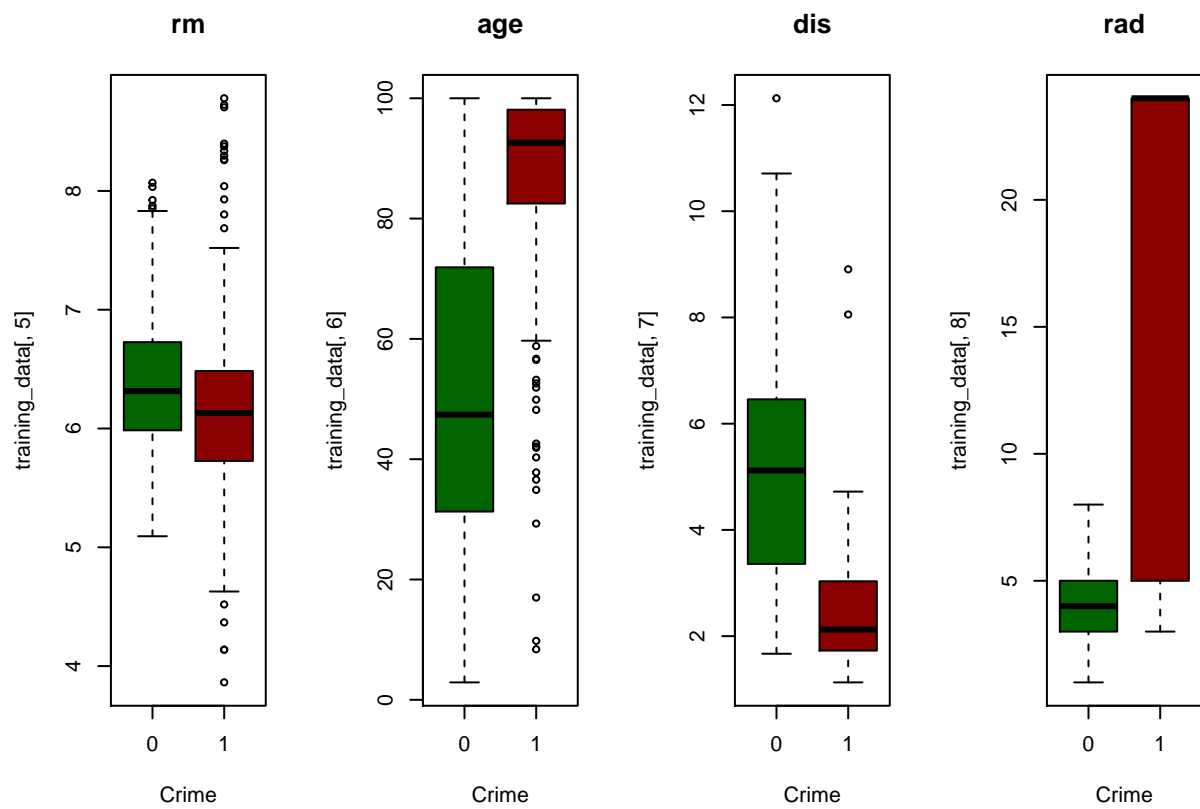 rm
8
7
6
5
4
training_data[, 5]
0 1
Crime
age
100
80
60
40
20
0
training_data[, 6]
0 1
Crime
dis
12
10
8
6
4
2
training_data[, 7]
0 1
Crime
rad
20
15
10
5
training_data[, 8]
0 1
Crime